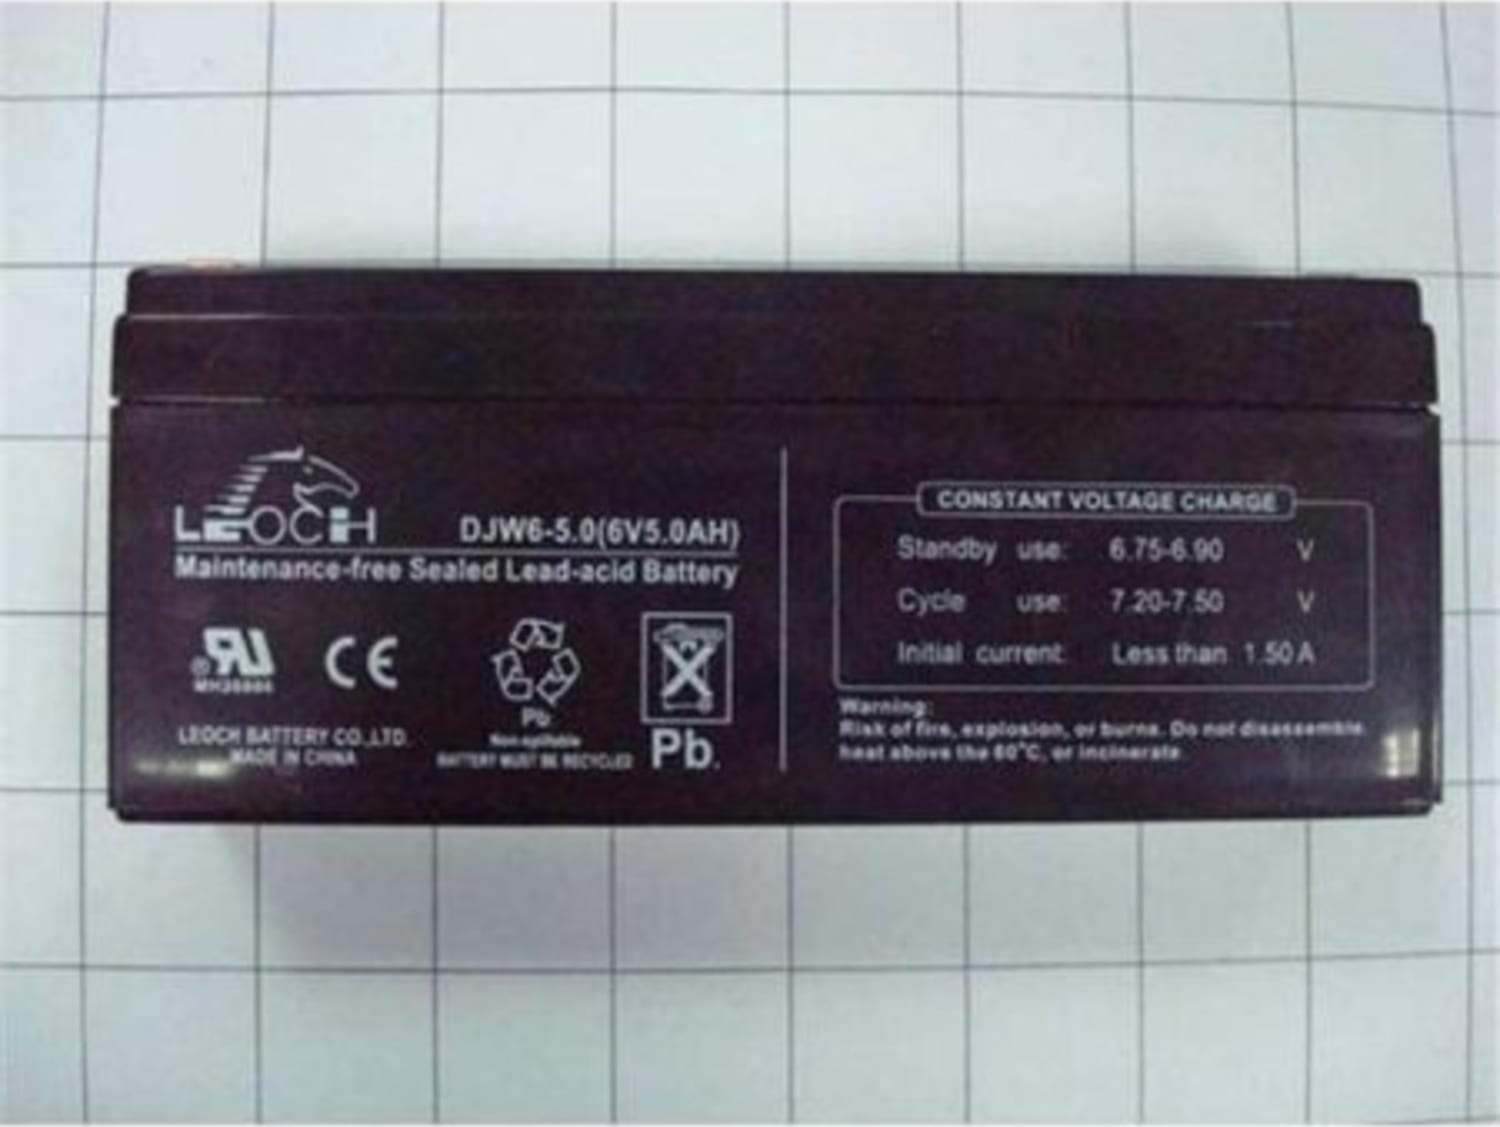 LEOCH
DJW6-5.0(6V5.0AH)
Maintenance-free Sealed Lead-acid Battery
CE
Pb
Non-spillable
BATTERY MUST BE RECYCLED
Pb.
LEOCH BATTERY CO.,LTD.
MADE IN CHINA
CONSTANT VOLTAGE CHARGE
Standby use: 6.75-6.90 V
Cycle use: 7.20-7.50 V
Initial current: Less than 1.50 A
Warning:
Risk of fire, explosion, or burns. Do not disassemble
heat above the 60°C, or incinerate